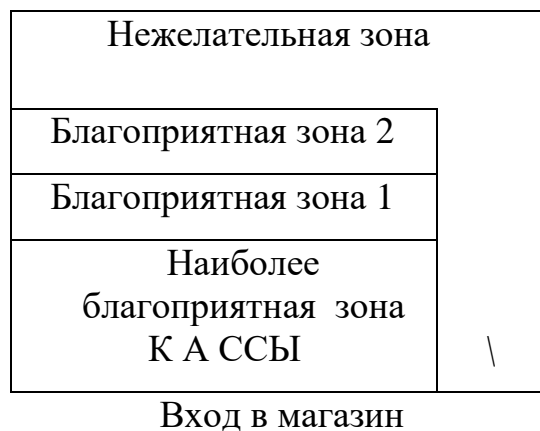 Нежелательная зона
Благоприятная зона 2
Благоприятная зона 1
Наиболее
благоприятная зона
К А ССЫ \
Вход в магазин